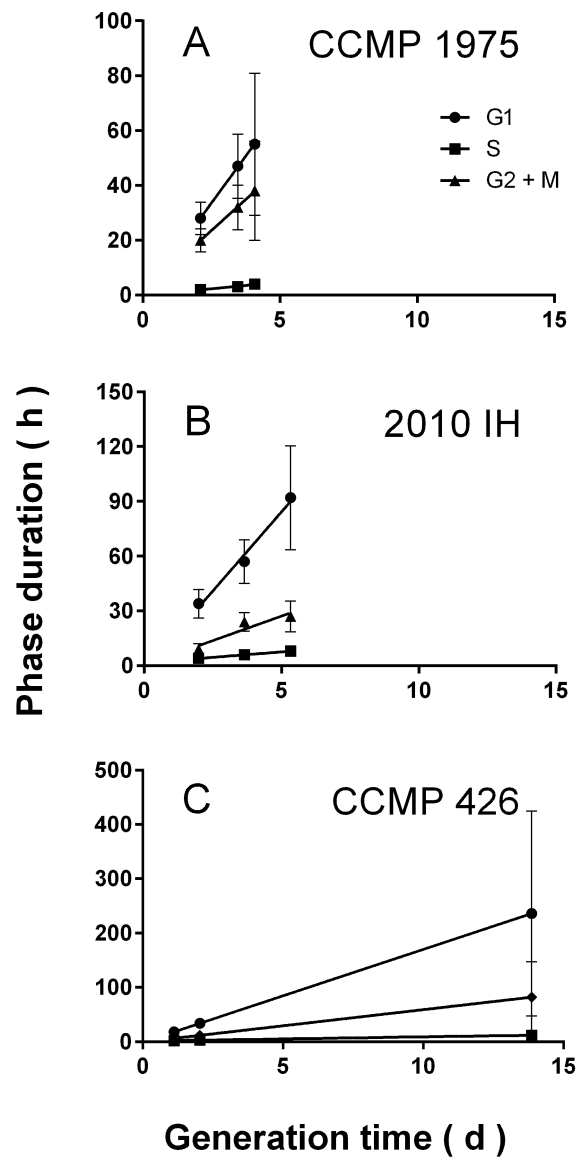 100
A
CCMP 1975
80
60
40
20
0
G1
S
G2 + M
0 5 10 15
150
B
2010 IH
120
90
60
30
0
0 5 10 15
500
C
CCMP 426
400
300
200
100
0
0 5 10 15
Phase duration ( h )
Generation time ( d )